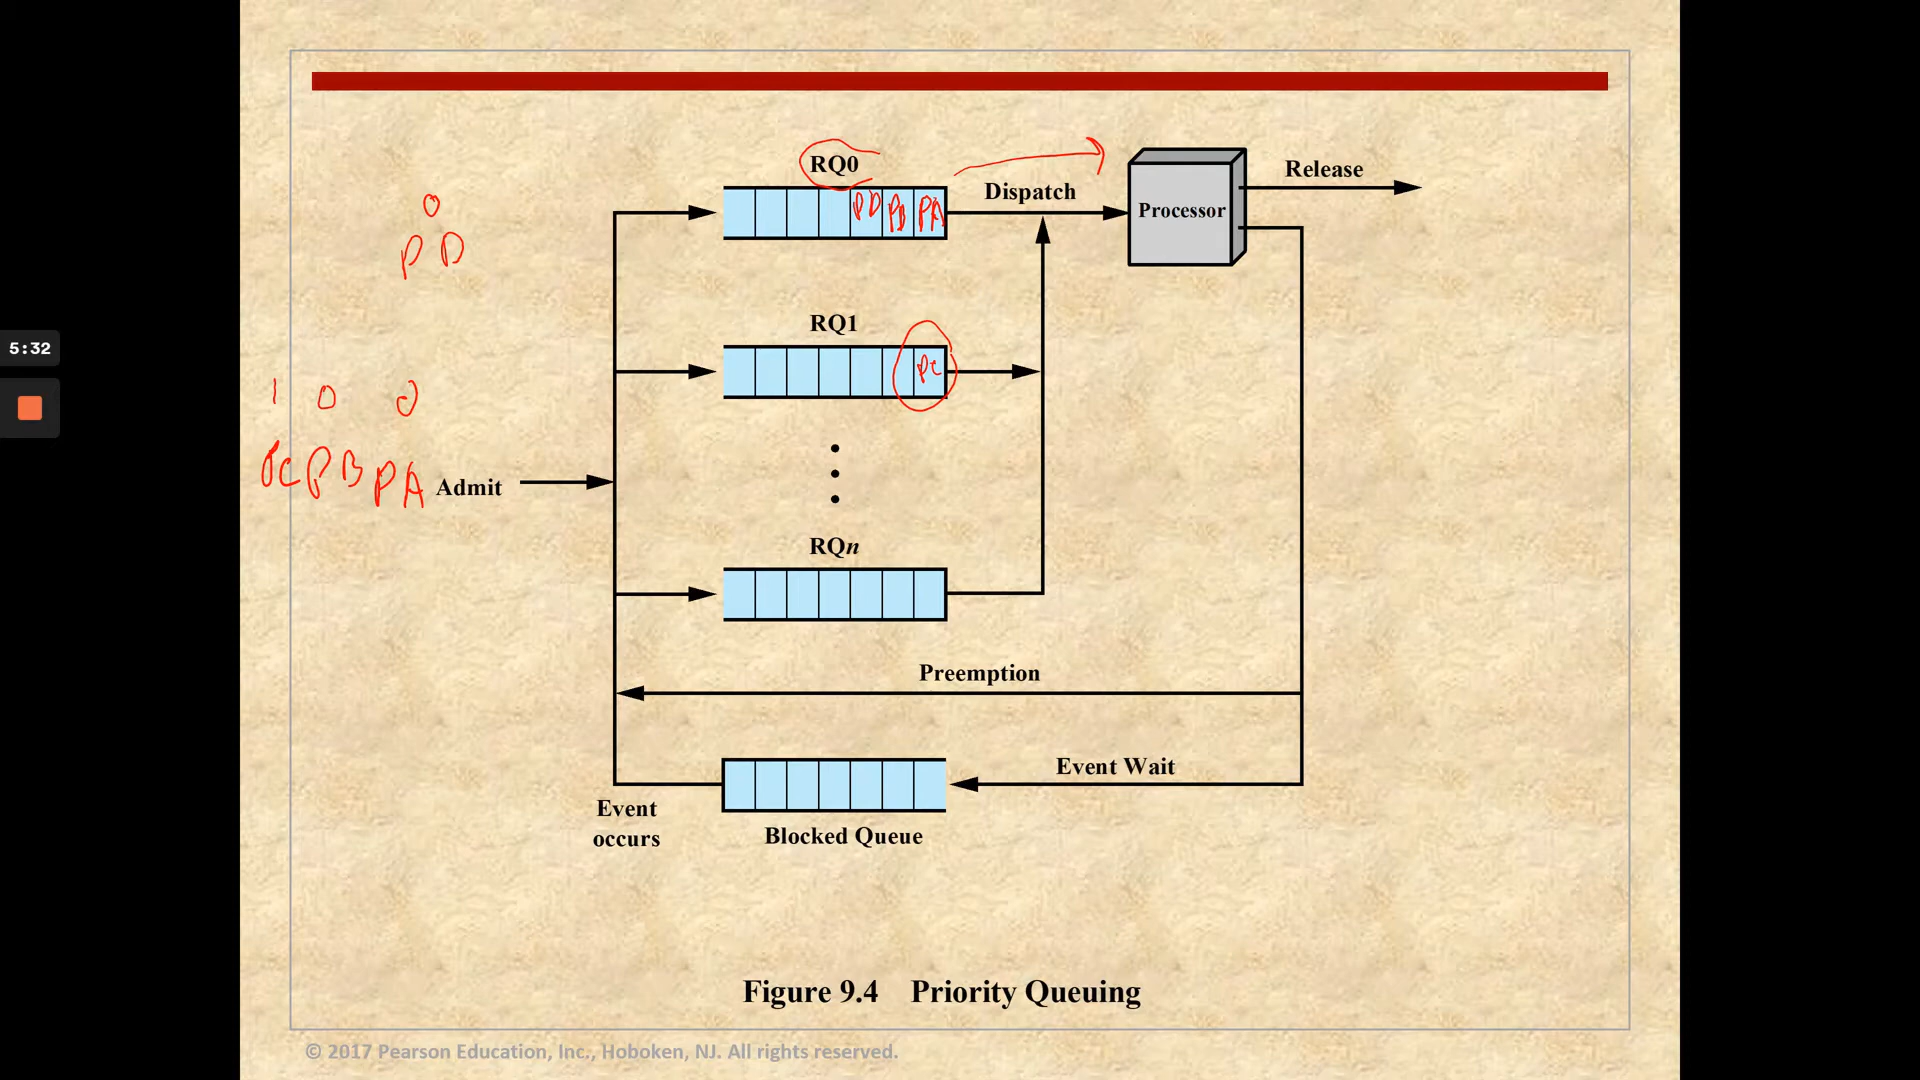 RQ0
Release
Dispatch
O
PD PB PA
Processor
P D
RQ1
5:32
PC
1 0 0
PC PB PA
Admit
RQn
Preemption
Event Wait
Event
occurs
Blocked Queue
Figure 9.4 Priority Queuing
© 2017 Pearson Education, Inc., Hoboken, NJ. All rights reserved.